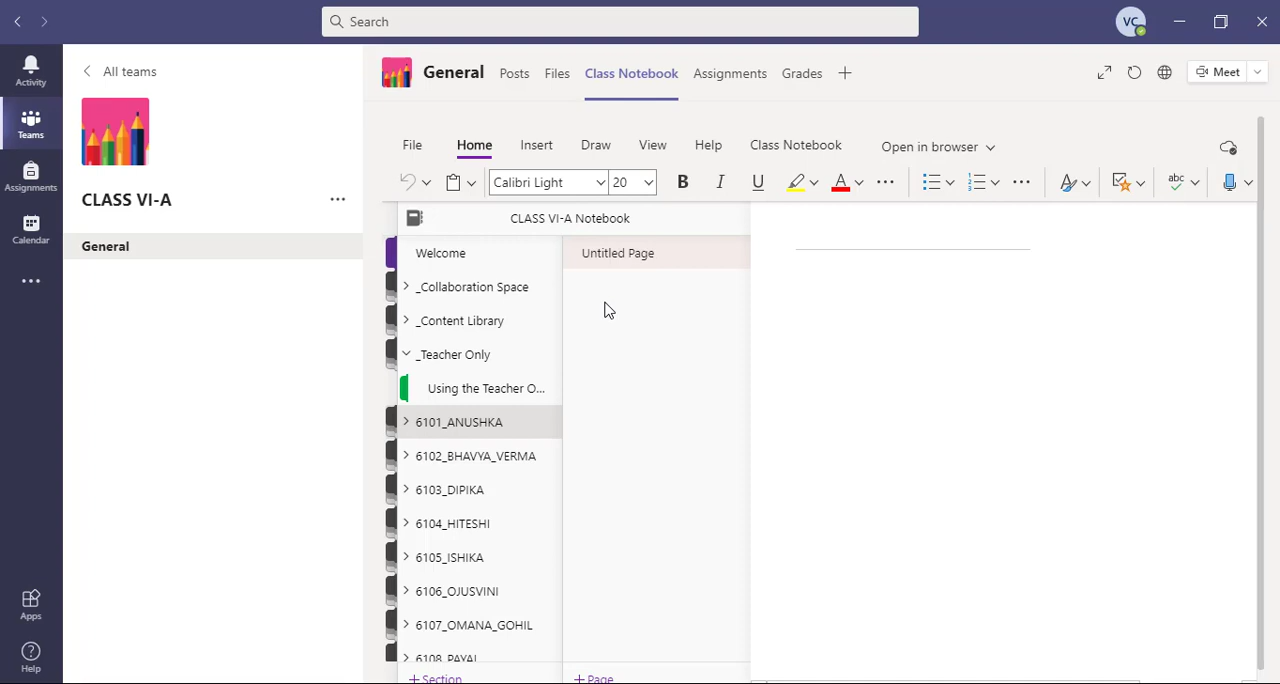 Search
VC
Activity
Teams
Assignments
Calendar
Apps
Help
All teams
CLASS VI-A
General
General
Posts
Files
Class Notebook
Assignments
Grades
Meet
File
Home
Insert
Draw
View
Help
Class Notebook
Open in browser
Calibri Light
20
B
I
U
A
abc
CLASS VI-A Notebook
Welcome
_Collaboration Space
_Content Library
_Teacher Only
Using the Teacher O...
6101_ANUSHKA
6102_BHAVYA_VERMA
6103_DIPIKA
6104_HITESHI
6105_ISHIKA
6106_OJUSVINI
6107_OMANA_GOHIL
6108_PAYAL
+ Section
Untitled Page
+ Page